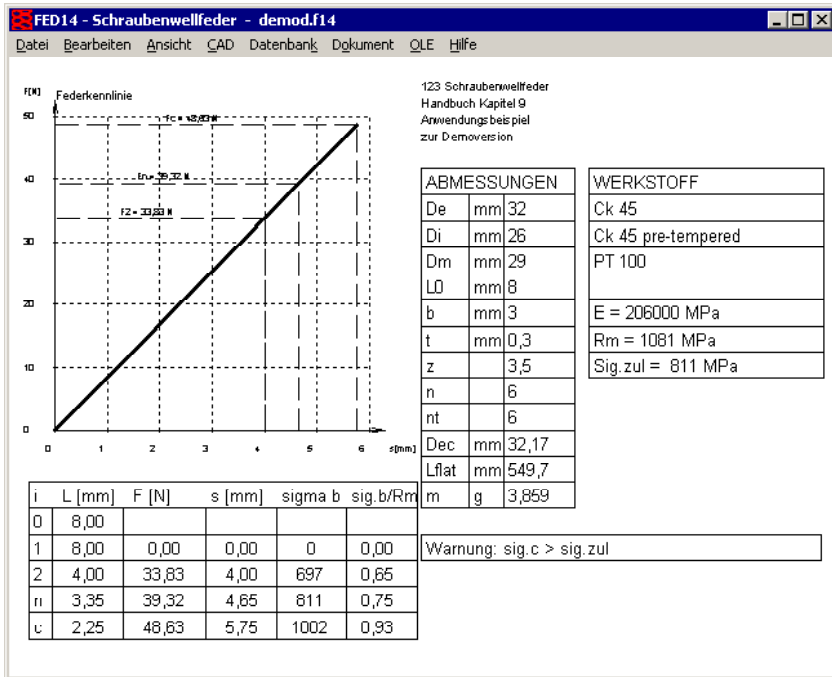 FED14 - Schraubenwellfeder - demod.f14
Datei Bearbeiten Ansicht CAD Datenbank Dokument OLE Hilfe
F[N] Federkennlinie
50
40
30
20
10
0
0 1 2 3 4 5 6 s[mm]
Fc = 48,63 N
Fn = 39,32 N
F2 = 33,83 N
123 Schraubenwellfeder
Handbuch Kapitel 9
Anwendungsbeispiel
zur Demoversion
ABMESSUNGEN
De mm 32
Di mm 26
Dm mm 29
L0 mm 8
b mm 3
t mm 0,3
z 3,5
n 6
nt 6
Dec mm 32,17
Lflat mm 549,7
m g 3,859
WERKSTOFF
Ck 45
Ck 45 pre-tempered
PT 100
E = 206000 MPa
Rm = 1081 MPa
Sig.zul = 811 MPa
i L [mm] F [N] s [mm] sigma b sig.b/Rm
0 8,00
1 8,00 0,00 0,00 0 0,00
2 4,00 33,83 4,00 697 0,65
n 3,35 39,32 4,65 811 0,75
c 2,25 48,63 5,75 1002 0,93
Warnung: sig.c > sig.zul